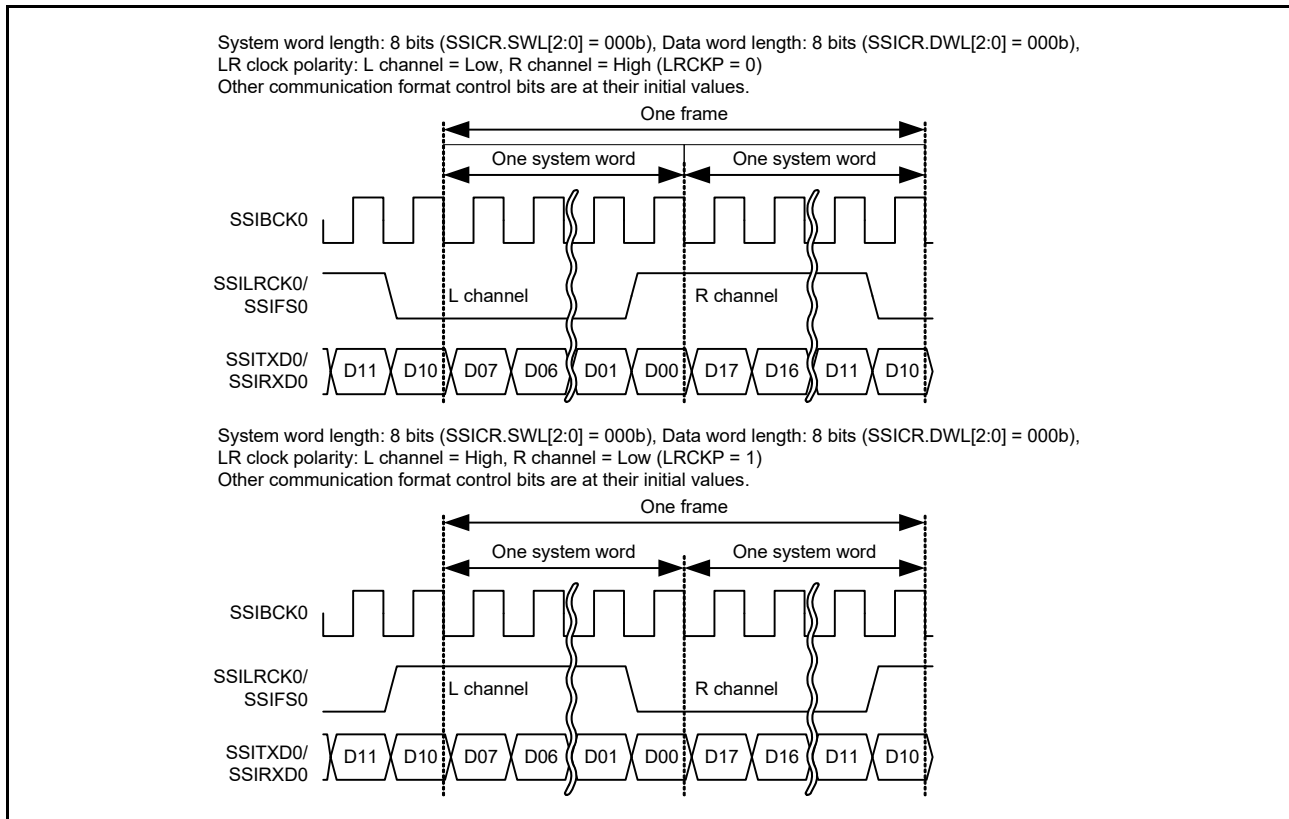 System word length: 8 bits (SSICR.SWL[2:0] = 000b), Data word length: 8 bits (SSICR.DWL[2:0] = 000b),
LR clock polarity: L channel = Low, R channel = High (LRCKP = 0)
Other communication format control bits are at their initial values.
One frame
One system word One system word
SSIBCK0
SSILRCK0/
SSIFS0
L channel R channel
SSITXD0/
SSIRXD0
D11 D10 D07 D06 D01 D00 D17 D16 D11 D10
System word length: 8 bits (SSICR.SWL[2:0] = 000b), Data word length: 8 bits (SSICR.DWL[2:0] = 000b),
LR clock polarity: L channel = High, R channel = Low (LRCKP = 1)
Other communication format control bits are at their initial values.
One frame
One system word One system word
SSIBCK0
SSILRCK0/
SSIFS0
L channel R channel
SSITXD0/
SSIRXD0
D11 D10 D07 D06 D01 D00 D17 D16 D11 D10